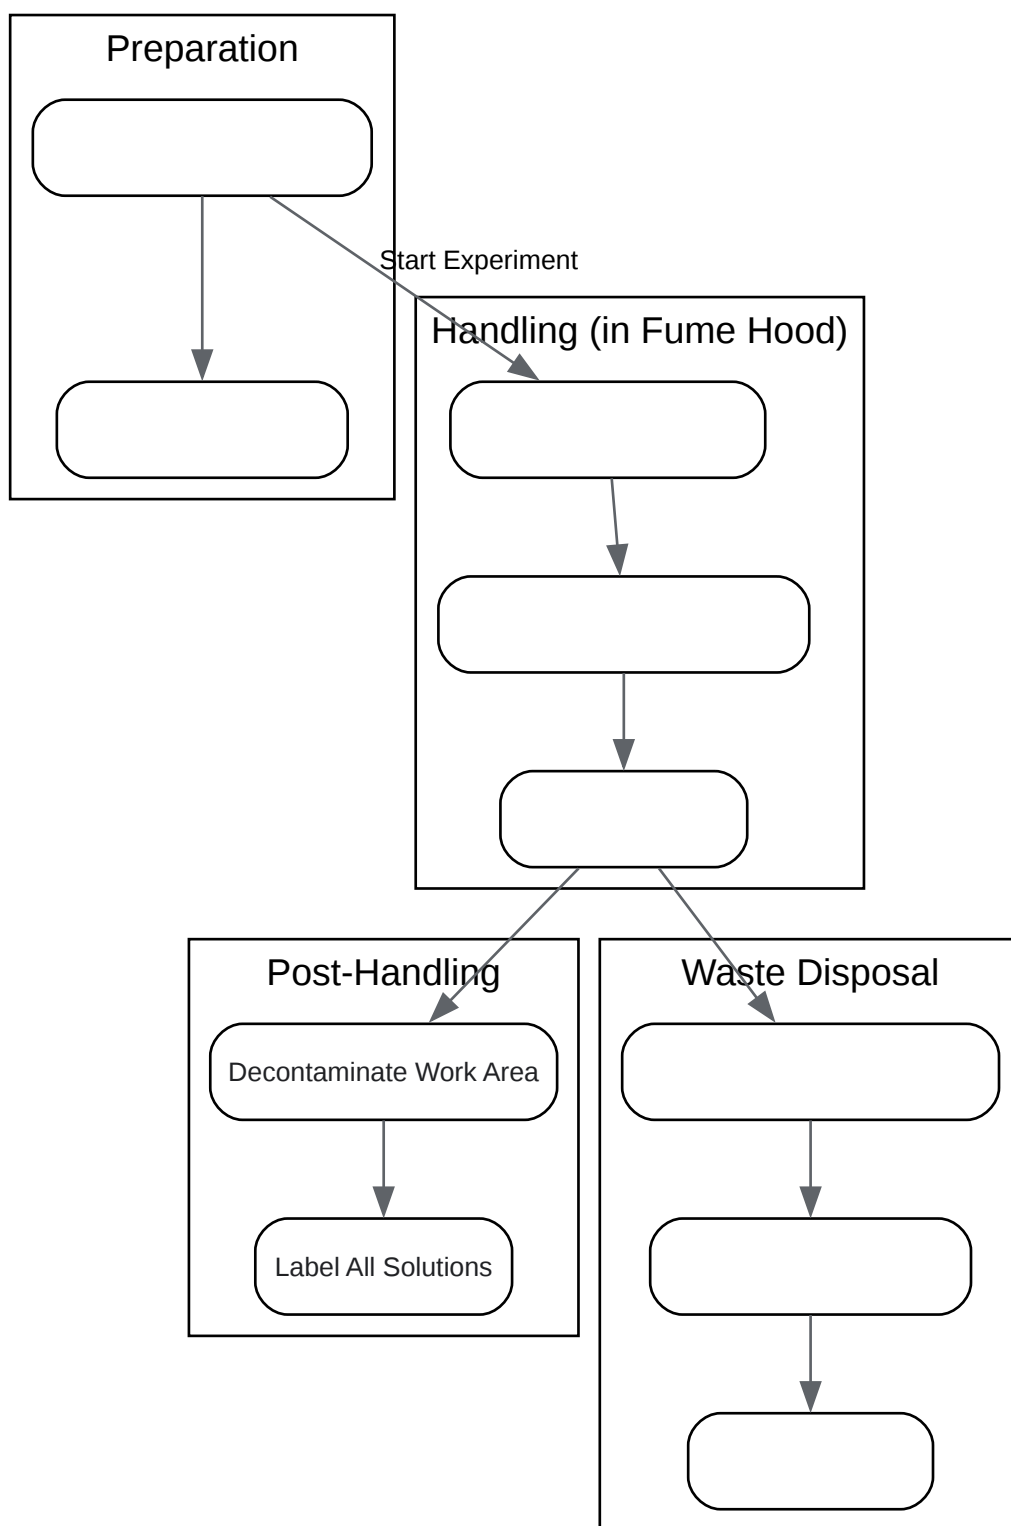 Preparation
Start Experiment
Handling (in Fume Hood)
Post-Handling
Waste Disposal
Decontaminate Work Area
Label All Solutions